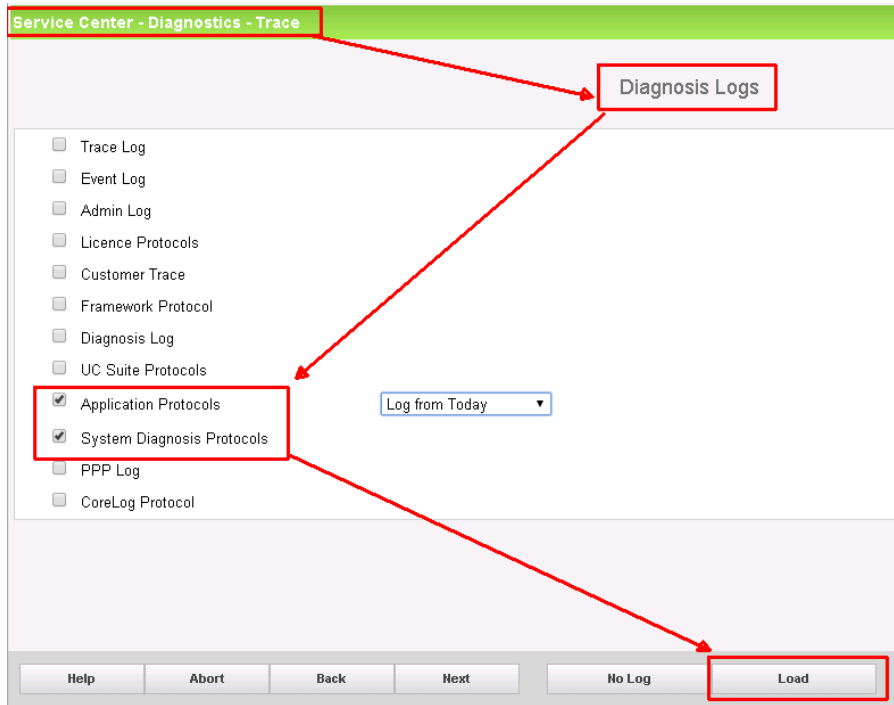 Service Center - Diagnostics - Trace
Diagnosis Logs
Trace Log
Event Log
Admin Log
Licence Protocols
Customer Trace
Framework Protocol
Diagnosis Log
UC Suite Protocols
Application Protocols Log from Today
System Diagnosis Protocols
PPP Log
CoreLog Protocol
Help Abort Back Next No Log Load